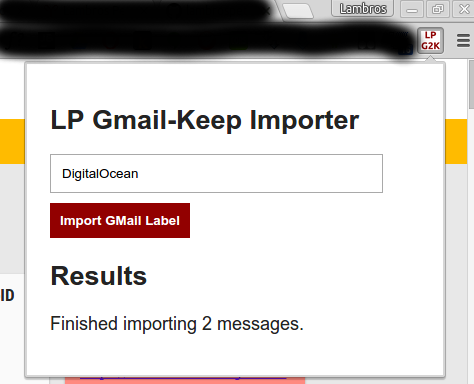 Lambros
LP
G2K
LP Gmail-Keep Importer
DigitalOcean
Import GMail Label
ID
Results
Finished importing 2 messages.